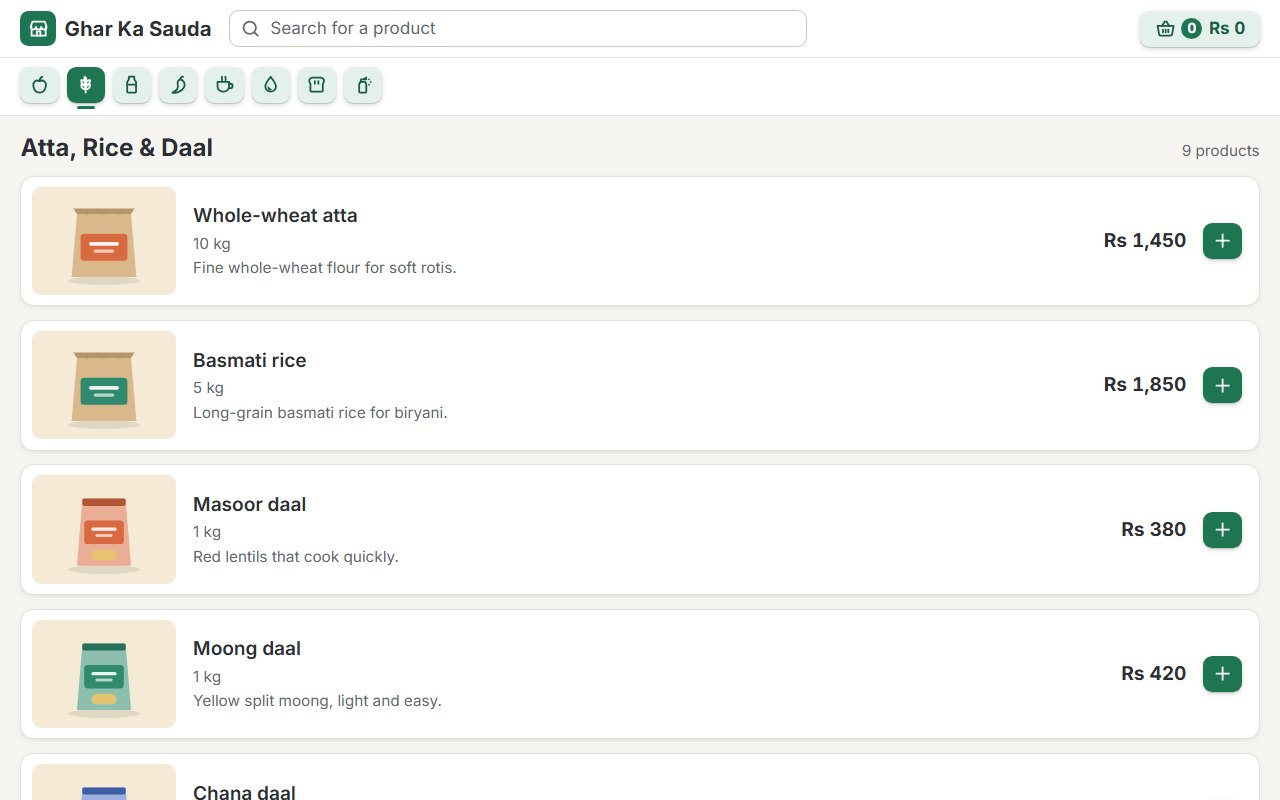 Ghar Ka Sauda
Search for a product
0 Rs 0
Atta, Rice & Daal
9 products
Whole-wheat atta
10 kg
Fine whole-wheat flour for soft rotis.
Rs 1,450
Basmati rice
5 kg
Long-grain basmati rice for biryani.
Rs 1,850
Masoor daal
1 kg
Red lentils that cook quickly.
Rs 380
Moong daal
1 kg
Yellow split moong, light and easy.
Rs 420
Chana daal